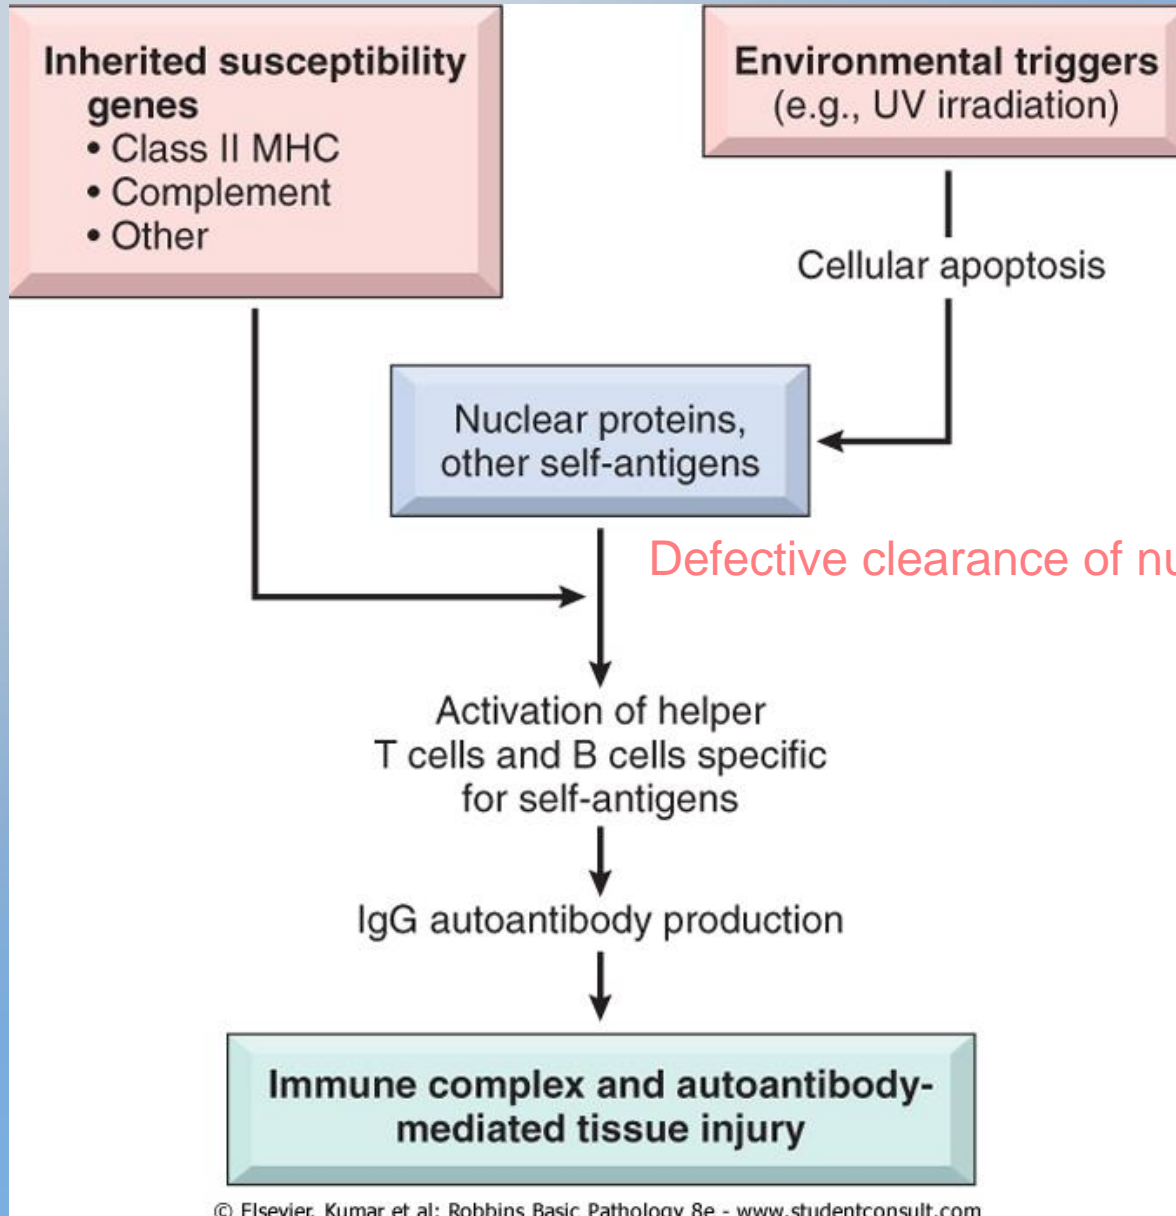 Inherited susceptibility
genes
• Class II MHC
• Complement
• Other
Environmental triggers
(e.g., UV irradiation)
Cellular apoptosis
Nuclear proteins,
other self-antigens
Defective clearance of
Activation of helper
T cells and B cells specific
for self-antigens
IgG autoantibody production
Immune complex and autoantibody-
mediated tissue injury
© Elsevier. Kumar et al: Robbins Basic Pathology 8e - www.studentconsult.com